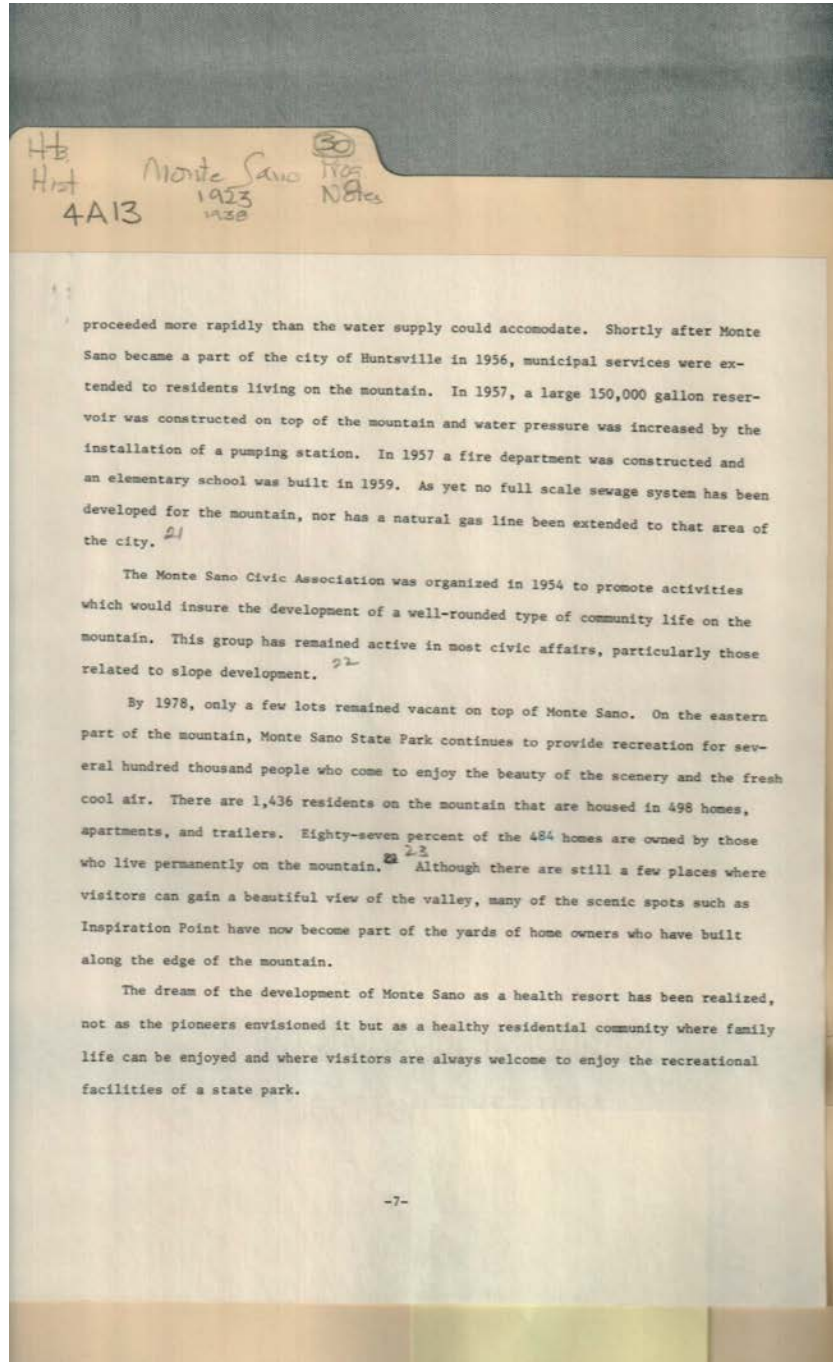 Htb
Hist
Monte Sano
30
Prog
Notes
1923
1938
4A13
proceeded more rapidly than the water supply could accomodate. Shortly after Monte
Sano became a part of the city of Huntsville in 1956, municipal services were ex-
tended to residents living on the mountain. In 1957, a large 150,000 gallon reser-
voir was constructed on top of the mountain and water pressure was increased by the
installation of a pumping station. In 1957 a fire department was constructed and
an elementary school was built in 1959. As yet no full scale sewage system has been
developed for the mountain, nor has a natural gas line been extended to that area of
the city. 21
The Monte Sano Civic Association was organized in 1954 to promote activities
which would insure the development of a well-rounded type of community life on the
mountain. This group has remained active in most civic affairs, particularly those
related to slope development. 22
By 1978, only a few lots remained vacant on top of Monte Sano. On the eastern
part of the mountain, Monte Sano State Park continues to provide recreation for sev-
eral hundred thousand people who come to enjoy the beauty of the scenery and the fresh
cool air. There are 1,436 residents on the mountain that are housed in 498 homes,
apartments, and trailers. Eighty-seven percent of the 484 homes are owned by those
who live permanently on the mountain. 23 Although there are still a few places where
visitors can gain a beautiful view of the valley, many of the scenic spots such as
Inspiration Point have now become part of the yards of home owners who have built
along the edge of the mountain.
The dream of the development of Monte Sano as a health resort has been realized,
not as the pioneers envisioned it but as a healthy residential community where family
life can be enjoyed and where visitors are always welcome to enjoy the recreational
facilities of a state park.
-7-